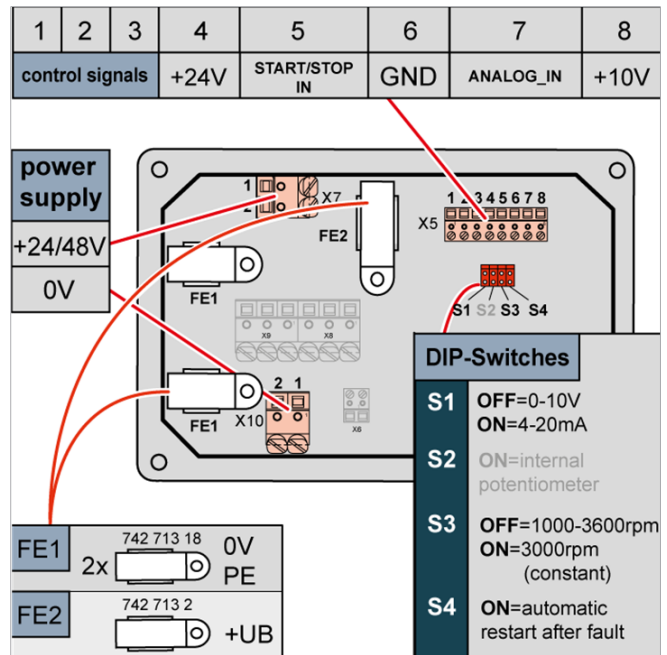 1 2 3 4 5 6 7 8
control signals +24V START/STOP IN GND ANALOG_IN +10V
power
supply
+24/48V
0V
1
2
X7
FE2
1 2 3 4 5 6 7 8
X5
FE1
S1 S2 S3 S4
X9 X8
2 1
FE1
X10
X6
DIP-Switches
S1 OFF=0-10V
ON=4-20mA
S2 ON=internal
potentiometer
S3 OFF=1000-3600rpm
ON=3000rpm
(constant)
S4 ON=automatic
restart after fault
FE1 2x 742 713 18 0V
PE
FE2 742 713 2 +UB